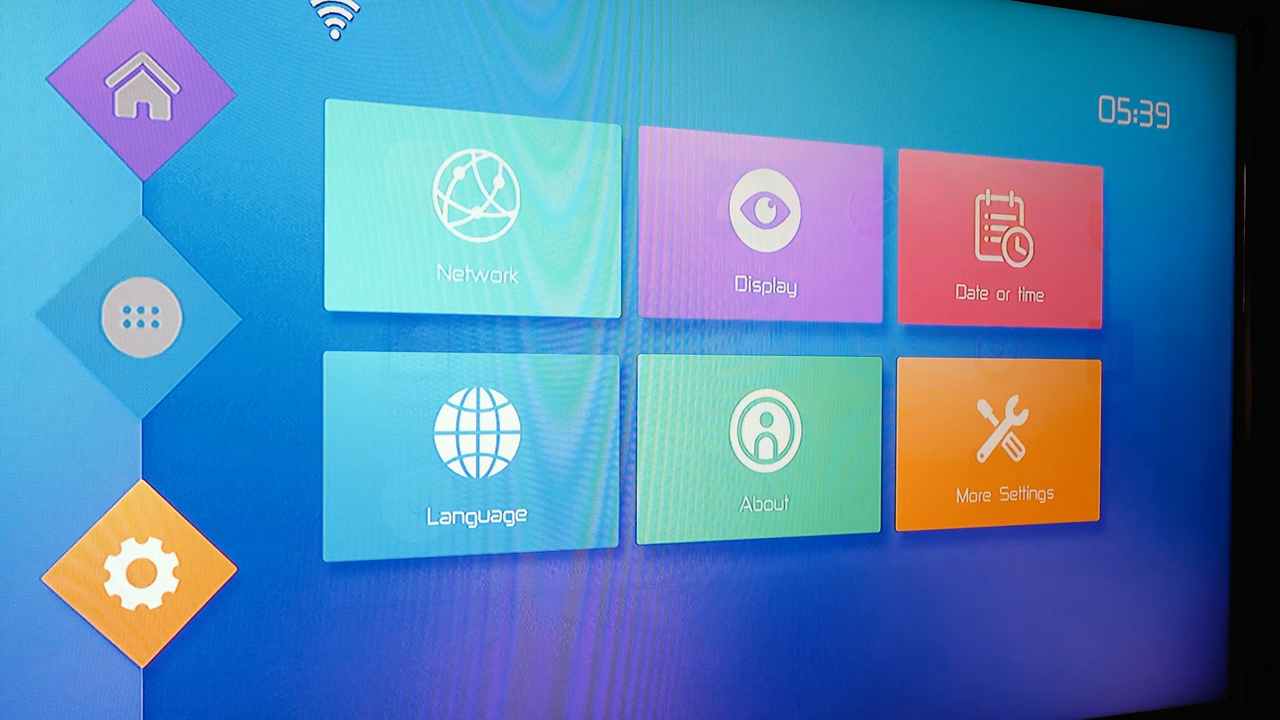 05:39
Network
Display
Date or time
Language
About
More Settings